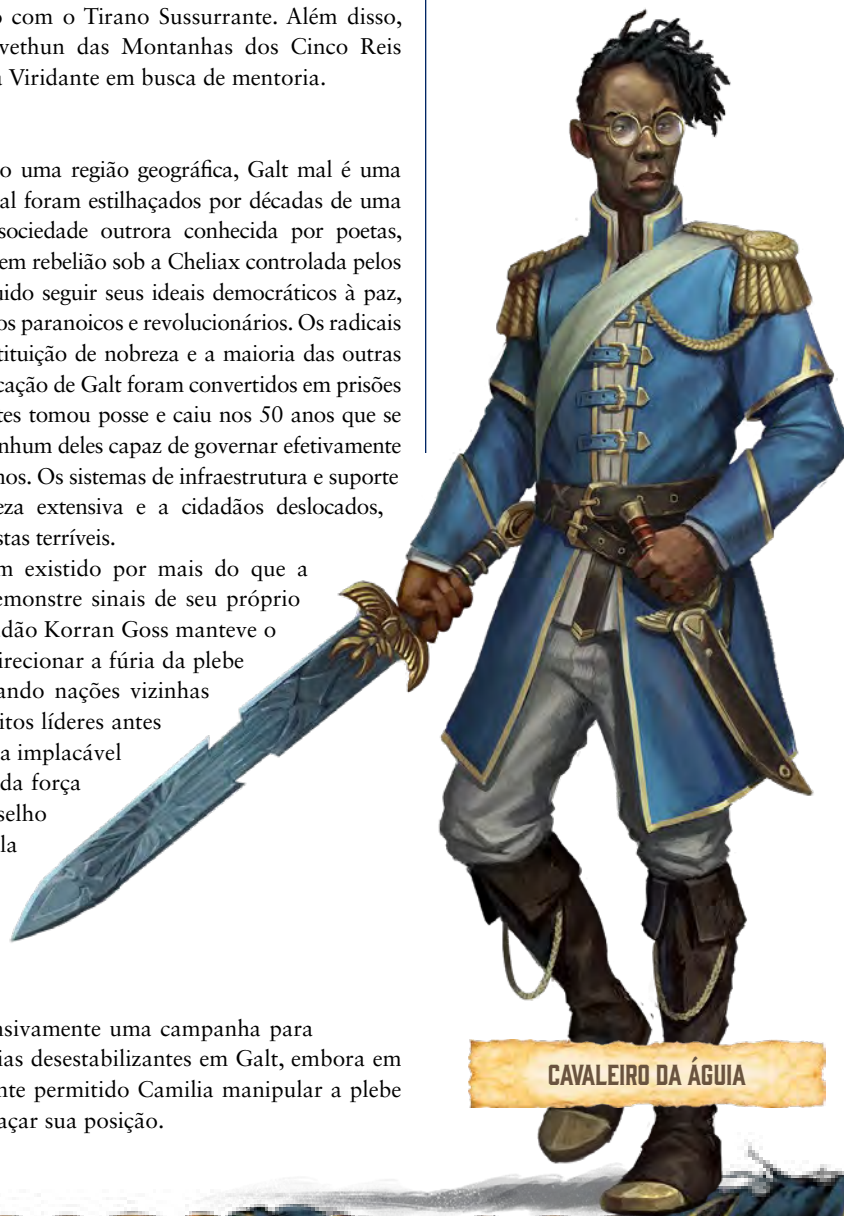 com o Tirano Sussurrante. Além disso,
vethun das Montanhas dos Cinco Reis
Viridante em busca de mentoria.
uma região geográfica, Galt mal é uma
al foram estilhaçados por décadas de uma
sociedade outrora conhecida por poetas,
em rebelião sob a Cheliax controlada pelos
uido seguir seus ideais democráticos à paz,
os paranoicos e revolucionários. Os radicais
tituição de nobreza e a maioria das outras
cação de Galt foram convertidos em prisões
tes tomou posse e caiu nos 50 anos que se
nhum deles capaz de governar efetivamente
nos. Os sistemas de infraestrutura e suporte
eza extensiva e a cidadãos deslocados,
stas terríveis.
m existido por mais do que a
emonstre sinais de seu próprio
dão Korran Goss manteve o
irecionar a fúria da plebe
ando nações vizinhas
itos líderes antes
a implacável
da força
selho
la
nsivamente uma campanha para
ias desestabilizantes em Galt, embora em
nte permitido Camilia manipular a plebe
açar sua posição.
CAVALEIRO DA ÁGUIA